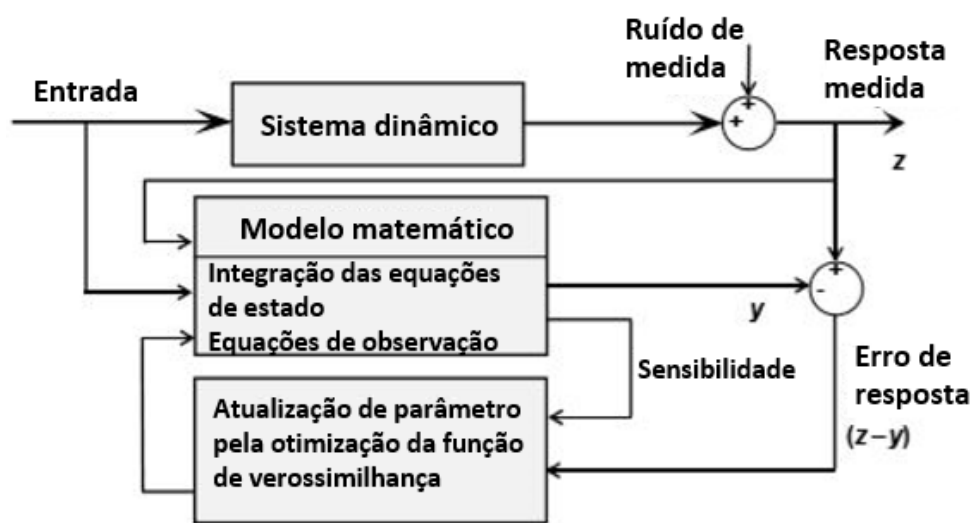 Ruído de
medida
Resposta
medida
Entrada
Sistema dinâmico
+
+
z
Modelo matemático
Integração das equações
de estado
Equações de observação
+
-
y
Sensibilidade
Erro de
resposta
(z–y)
Atualização de parâmetro
pela otimização da função
de verossimilhança